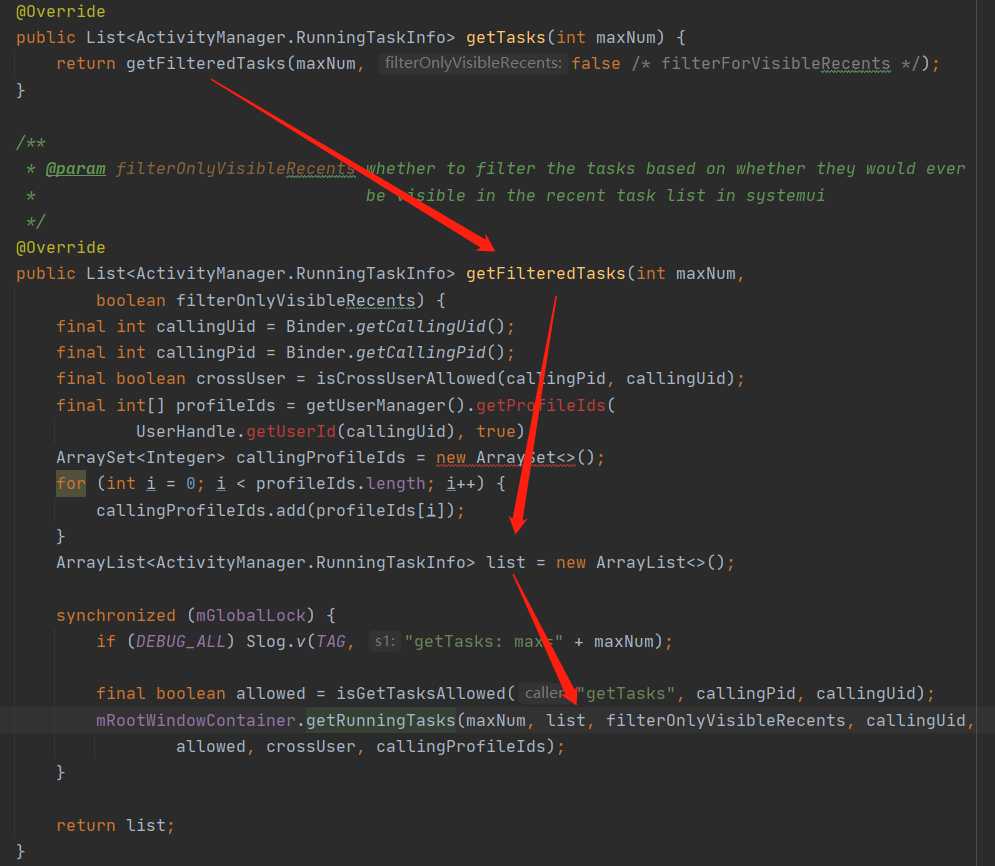 @Override
public List<ActivityManager.RunningTaskInfo> getTasks(int maxNum) {
    return getFilteredTasks(maxNum, filterOnlyVisibleRecents: false /* filterForVisibleRecents */);
}

/**
 * @param filterOnlyVisibleRecents whether to filter the tasks based on whether they would ever
 *                                 be visible in the recent task list in systemui
 */
@Override
public List<ActivityManager.RunningTaskInfo> getFilteredTasks(int maxNum,
        boolean filterOnlyVisibleRecents) {
    final int callingUid = Binder.getCallingUid();
    final int callingPid = Binder.getCallingPid();
    final boolean crossUser = isCrossUserAllowed(callingPid, callingUid);
    final int[] profileIds = getUserManager().getProfileIds(
            UserHandle.getUserId(callingUid), true)
    ArraySet<Integer> callingProfileIds = new ArraySet<>();
    for (int i = 0; i < profileIds.length; i++) {
        callingProfileIds.add(profileIds[i]);
    }
    ArrayList<ActivityManager.RunningTaskInfo> list = new ArrayList<>();

    synchronized (mGlobalLock) {
        if (DEBUG_ALL) Slog.v(TAG, s1: "getTasks: max=" + maxNum);

        final boolean allowed = isGetTasksAllowed( caller: "getTasks", callingPid, callingUid);
        mRootWindowContainer.getRunningTasks(maxNum, list, filterOnlyVisibleRecents, callingUid,
                allowed, crossUser, callingProfileIds);
    }

    return list;
}